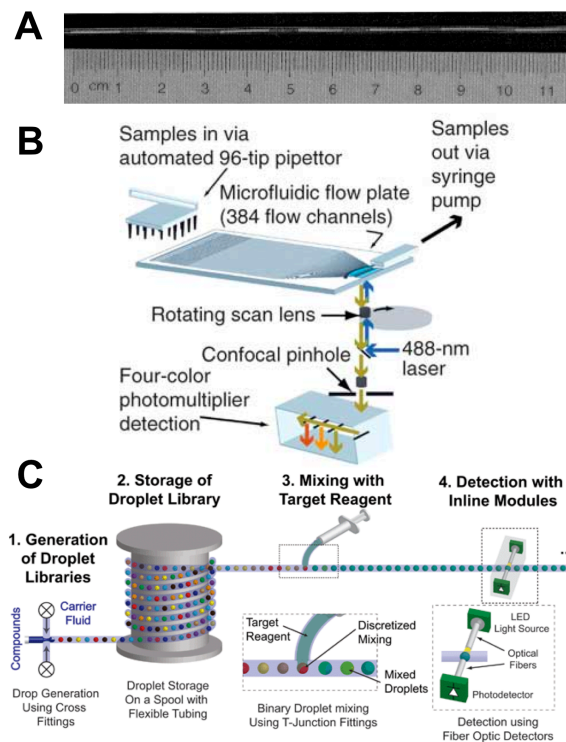 A
0 cm 1 2 3 4 5 6 7 8 9 10 11
B
Samples in via
automated 96-tip pipettor
Samples
out via
syringe
pump
Microfluidic flow plate
(384 flow channels)
Rotating scan lens
Confocal pinhole
488-nm
laser
Four-color
photomultiplier
detection
C
1. Generation
of Droplet
Libraries
2. Storage of
Droplet Library
3. Mixing with
Target Reagent
4. Detection with
Inline Modules
Compounds
Carrier
Fluid
Target
Reagent
Discretized
Mixing
Mixed
Droplets
LED
Light Source
Optical
Fibers
Photodetector
Drop Generation
Using Cross
Fittings
Droplet Storage
On a Spool with
Flexible Tubing
Binary Droplet mixing
Using T-Junction Fittings
Detection using
Fiber Optic Detectors